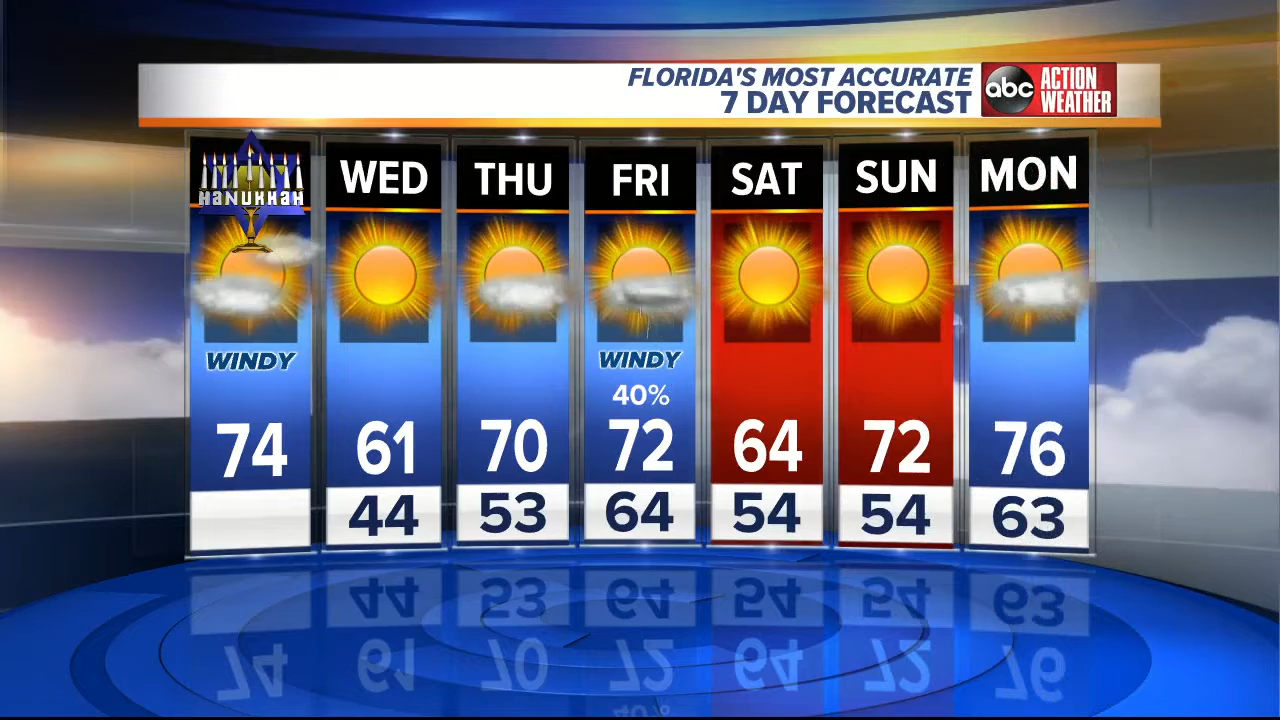 FLORIDA'S MOST ACCURATE
7 DAY FORECAST
abc
ACTION
WEATHER
HANUKKAH
WED
THU
FRI
SAT
SUN
MON
WINDY
WINDY
40%
74
61
70
72
64
72
76
44
53
64
54
54
63